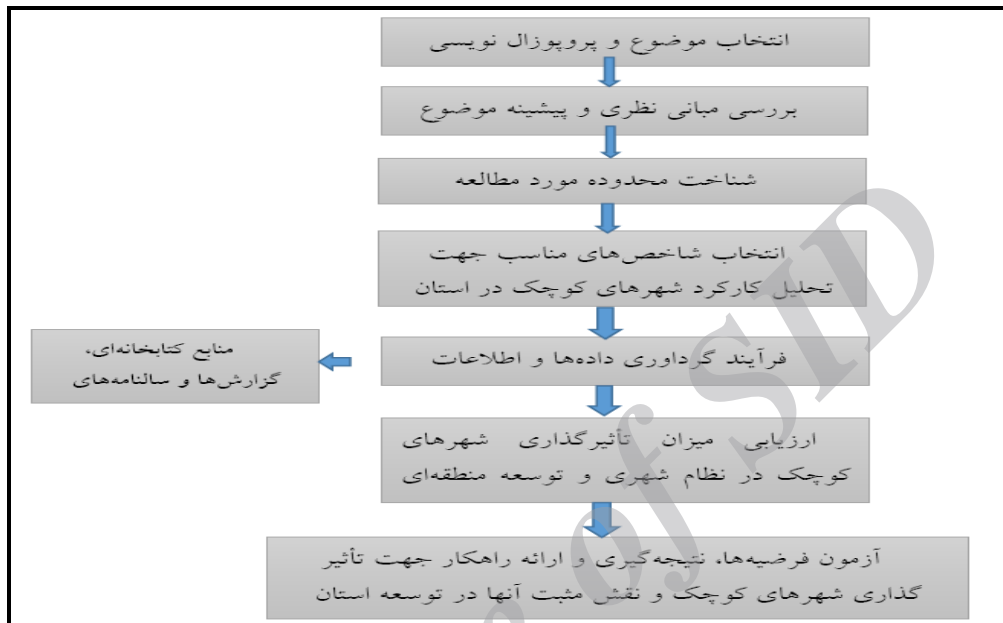 انتخاب موضوع و پروپوزال نویسی
بررسی مبانی نظری و پیشینه موضوع
شناخت محدوده مورد مطالعه
انتخاب شاخص‌های مناسب جهت
تحلیل کارکرد شهرهای کوچک در استان
فرآیند گرداوری داده‌ها و اطلاعات
منابع کتابخانه‌ای،
گزارش‌ها و سالنامه‌های
ارزیابی میزان تأثیرگذاری شهرهای
کوچک در نظام شهری و توسعه منطقه‌ای
آزمون فرضیه‌ها، نتیجه‌گیری و ارائه راهکار جهت تأثیر
گذاری شهرهای کوچک و نقش مثبت آنها در توسعه استان
of SID